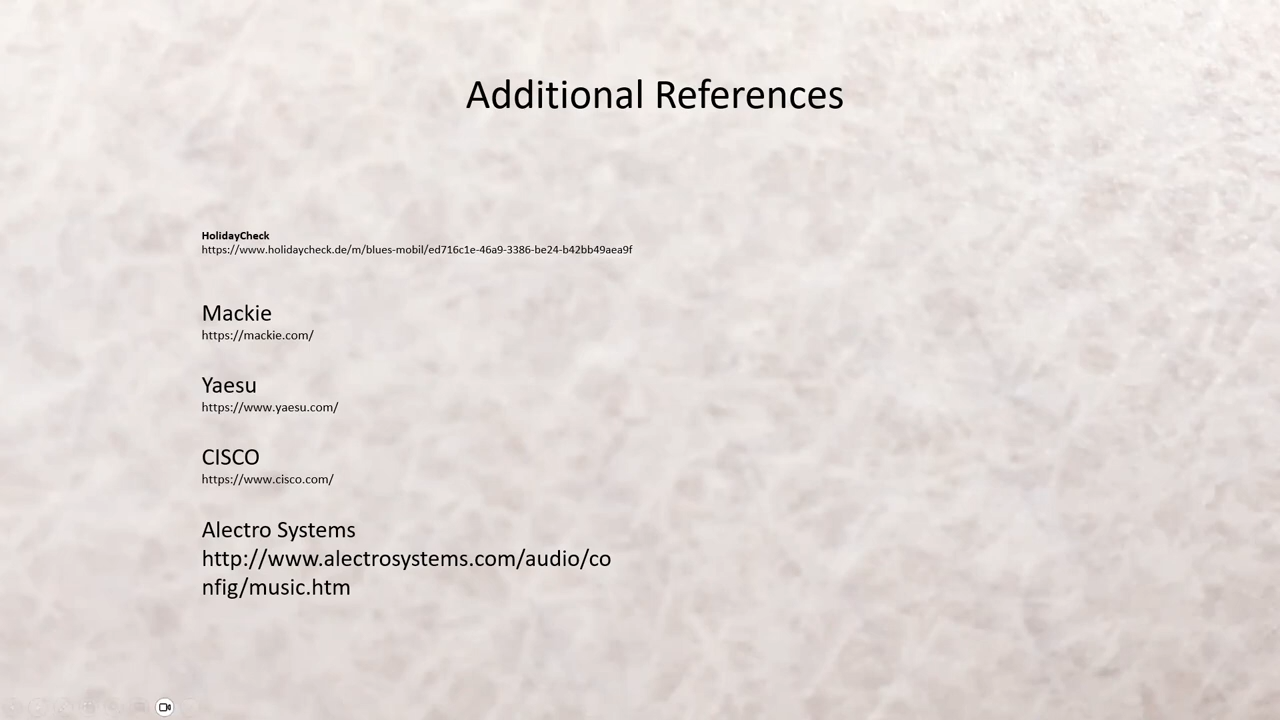 Additional References
HolidayCheck
https://www.holidaycheck.de/m/blues-mobil/ed716c1e-46a9-3386-be24-b42bb49aea9f
Mackie
https://mackie.com/
Yaesu
https://www.yaesu.com/
CISCO
https://www.cisco.com/
Alectro Systems
http://www.alectrosystems.com/audio/co
nfig/music.htm